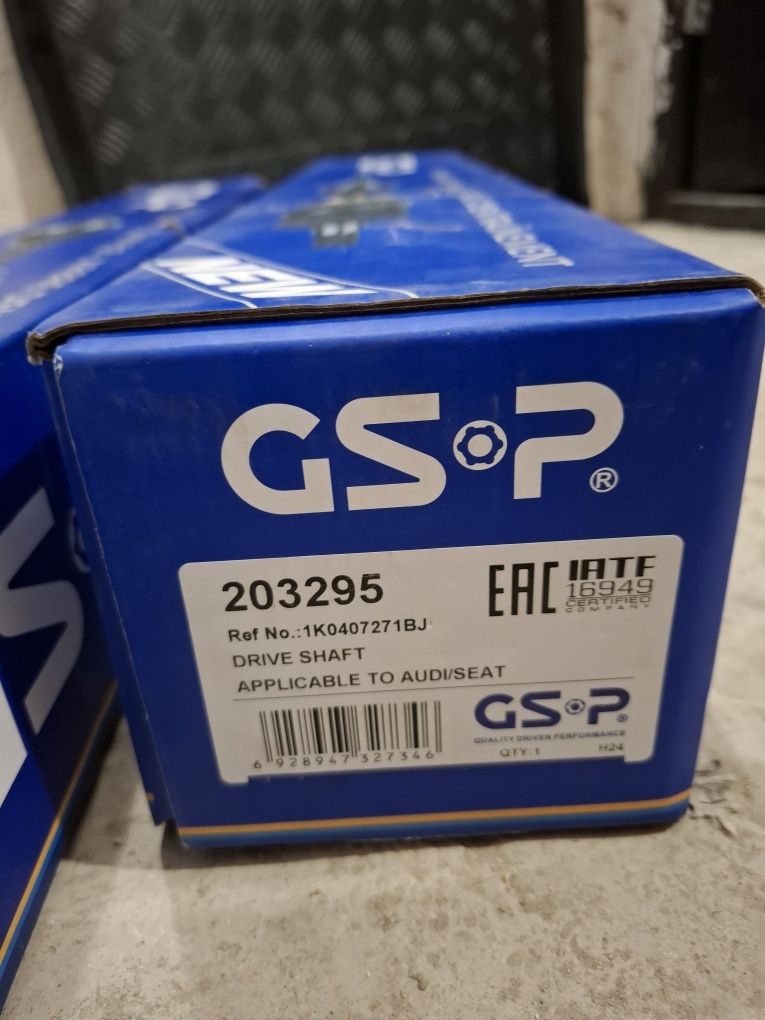 NEW
GSP®
203295
EAC
IATF
16949
CERTIFIED
COMPANY
Ref No.:1K0407271BJ
DRIVE SHAFT
APPLICABLE TO AUDI/SEAT
GSP®
QUALITY DRIVEN PERFORMANCE
QTY:1 H24
6 928947 327346